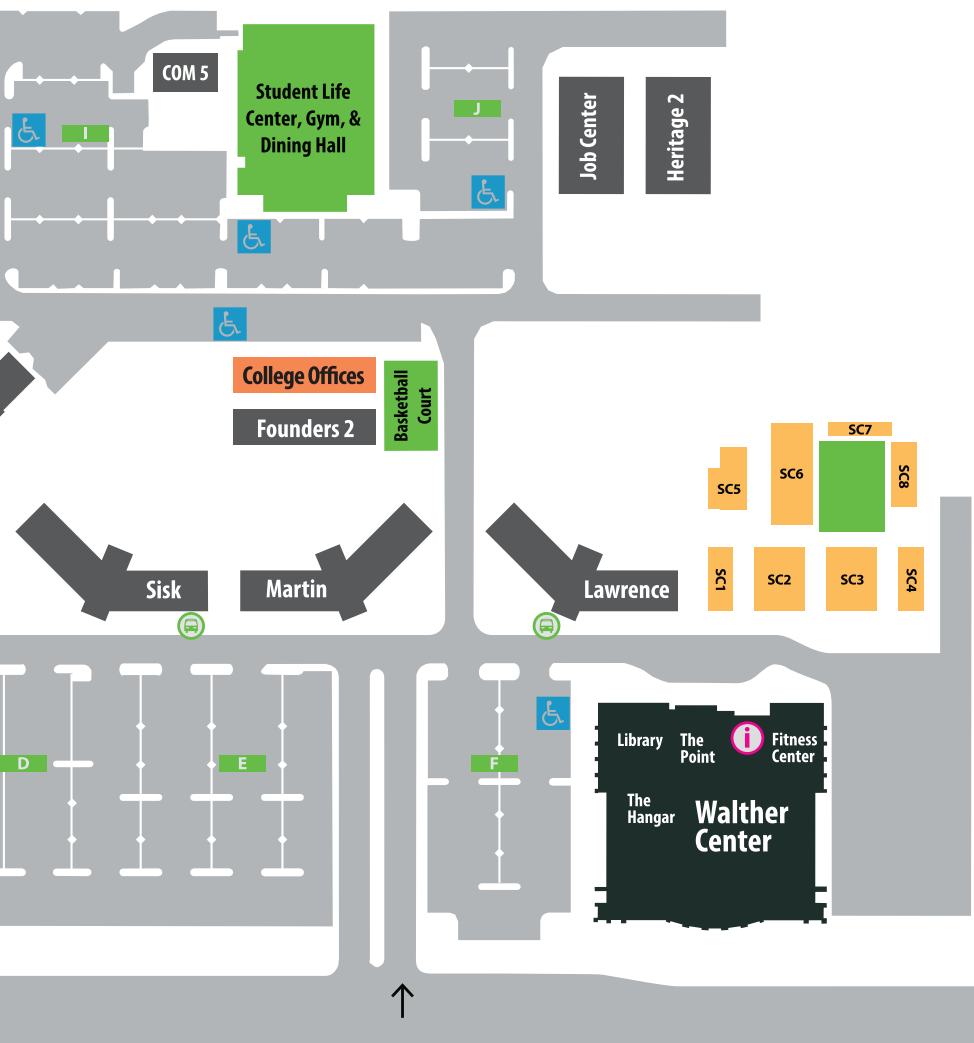 COM 5
Student Life
Center, Gym, &
Dining Hall
J
Job Center
Heritage 2
I
College Offices
Founders 2
Basketball
Court
SC7
SC6
SC8
SC5
SC1
SC2
SC3
SC4
Sisk
Martin
Lawrence
D
E
F
Library
The
Point
i
Fitness
Center
The
Hangar
Walther
Center